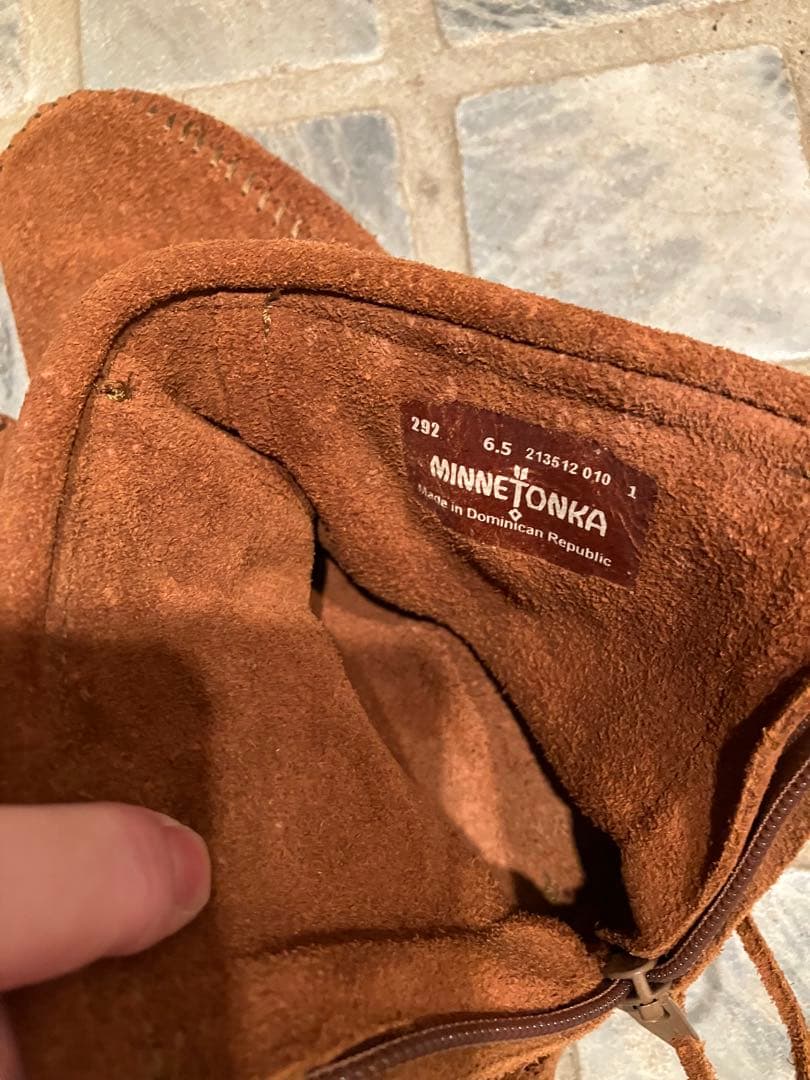 292 6.5 213512 010 1
MINNETONKA
Made in Dominican Republic